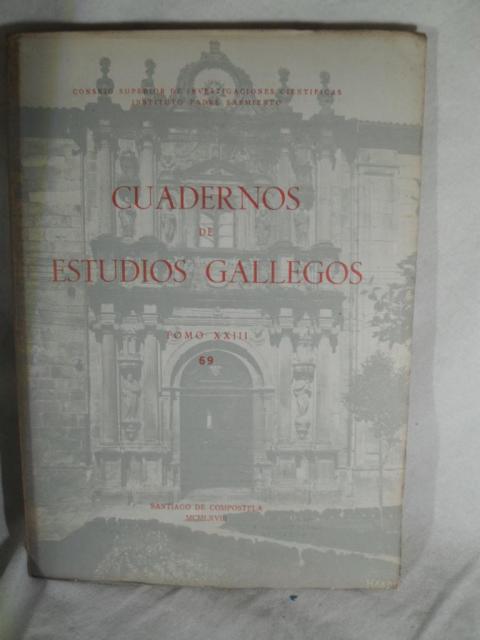 CONSEJO SUPERIOR DE INVESTIGACIONES CIENTIFICAS
INSTITUTO PADRE SARMIENTO
CUADERNOS
DE
ESTUDIOS GALLEGOS
TOMO XXIII
69
SANTIAGO DE COMPOSTELA
MCMLXVIII